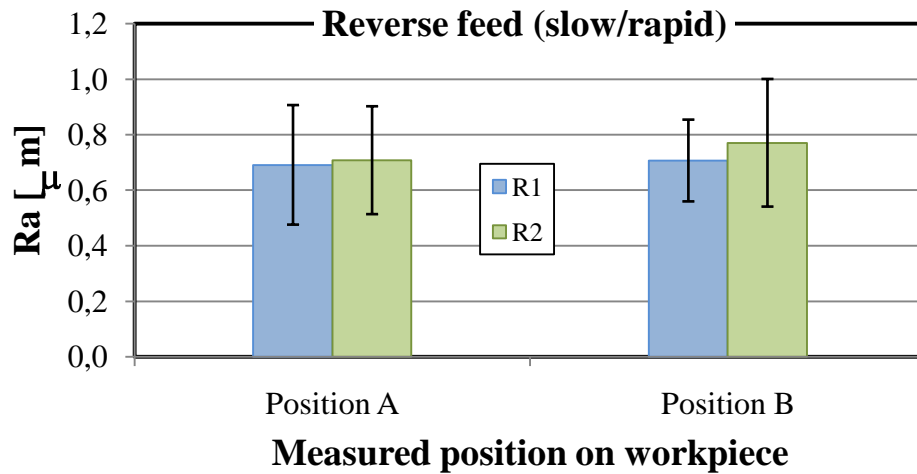 Reverse feed (slow/rapid)
1,2
1,0
0,8
0,6
0,4
0,2
0,0
Ra [_m]
μ
R1
R2
Position A
Position B
Measured position on workpiece